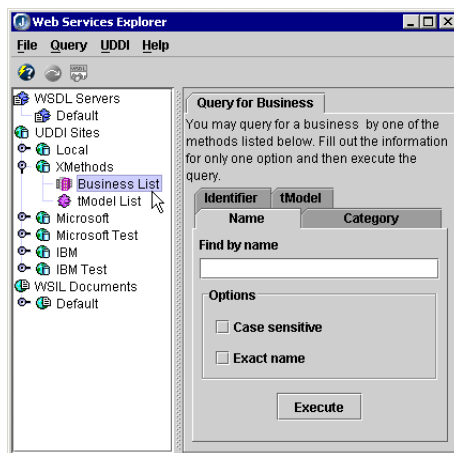 Web Services Explorer
File Query UDDI Help
WSDL Servers
Default
UDDI Sites
Local
XMethods
Business List
tModel List
Microsoft
Microsoft Test
IBM
IBM Test
WSIL Documents
Default
Query for Business
You may query for a business by one of the
methods listed below. Fill out the information
for only one option and then execute the
query.
Identifier tModel
Name Category
Find by name
Options
Case sensitive
Exact name
Execute